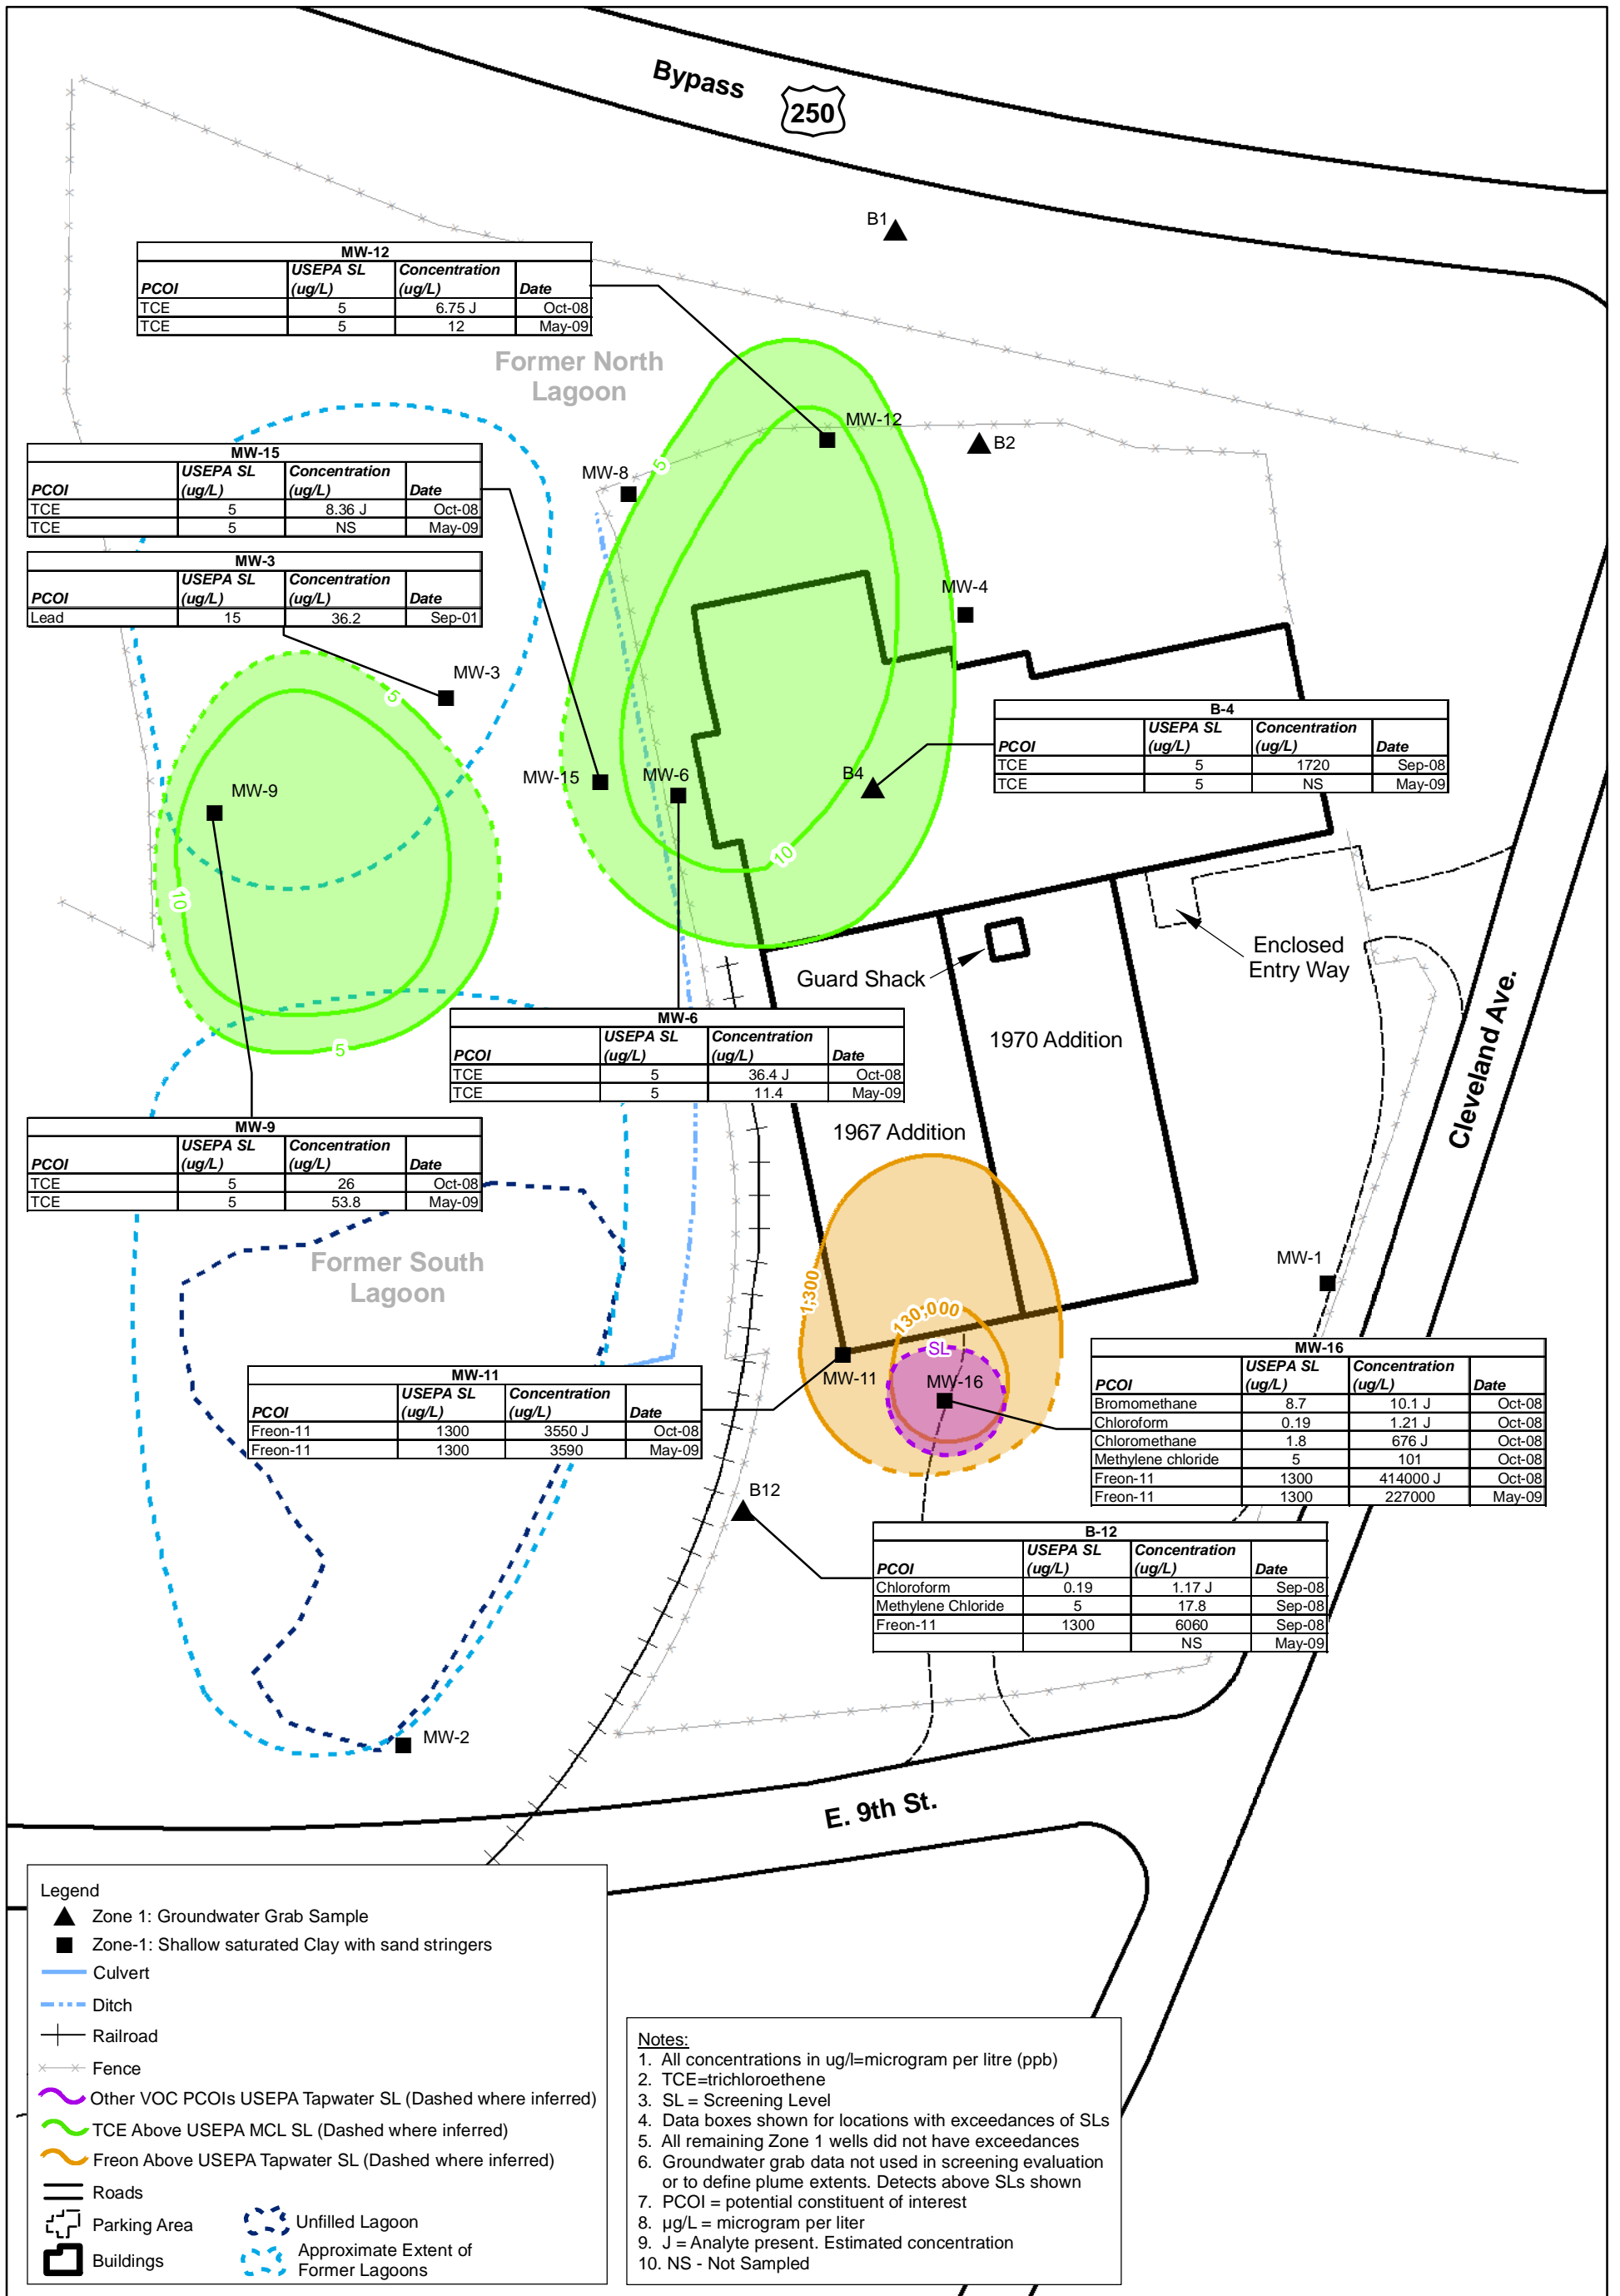 Bypass
250
B1
MW-12
PCOI USEPA SL (ug/L) Concentration (ug/L) Date
TCE 5 6.75 J Oct-08
TCE 5 12 May-09
Former North
Lagoon
MW-12
B2
MW-8
5
MW-15
PCOI USEPA SL (ug/L) Concentration (ug/L) Date
TCE 5 8.36 J Oct-08
TCE 5 NS May-09
MW-3
PCOI USEPA SL (ug/L) Concentration (ug/L) Date
Lead 15 36.2 Sep-01
MW-4
MW-3
5
B-4
PCOI USEPA SL (ug/L) Concentration (ug/L) Date
TCE 5 1720 Sep-08
TCE 5 NS May-09
MW-15
MW-6
B4
MW-9
10
10
5
Guard Shack
Enclosed
Entry Way
Cleveland Ave.
1970 Addition
MW-6
PCOI USEPA SL (ug/L) Concentration (ug/L) Date
TCE 5 36.4 J Oct-08
TCE 5 11.4 May-09
1967 Addition
MW-9
PCOI USEPA SL (ug/L) Concentration (ug/L) Date
TCE 5 26 Oct-08
TCE 5 53.8 May-09
Former South
Lagoon
MW-1
1,300
130,000
SL
MW-11
MW-16
MW-11
PCOI USEPA SL (ug/L) Concentration (ug/L) Date
Freon-11 1300 3550 J Oct-08
Freon-11 1300 3590 May-09
MW-16
PCOI USEPA SL (ug/L) Concentration (ug/L) Date
Bromomethane 8.7 10.1 J Oct-08
Chloroform 0.19 1.21 J Oct-08
Chloromethane 1.8 676 J Oct-08
Methylene chloride 5 101 Oct-08
Freon-11 1300 414000 J Oct-08
Freon-11 1300 227000 May-09
B12
B-12
PCOI USEPA SL (ug/L) Concentration (ug/L) Date
Chloroform 0.19 1.17 J Sep-08
Methylene Chloride 5 17.8 Sep-08
Freon-11 1300 6060 Sep-08
NS May-09
MW-2
E. 9th St.
Legend
Zone 1: Groundwater Grab Sample
Zone-1: Shallow saturated Clay with sand stringers
Culvert
Ditch
Railroad
Fence
Other VOC PCOIs USEPA Tapwater SL (Dashed where inferred)
TCE Above USEPA MCL SL (Dashed where inferred)
Freon Above USEPA Tapwater SL (Dashed where inferred)
Roads
Parking Area
Buildings
Unfilled Lagoon
Approximate Extent of
Former Lagoons
Notes:
1. All concentrations in ug/l=microgram per litre (ppb)
2. TCE=trichloroethene
3. SL = Screening Level
4. Data boxes shown for locations with exceedances of SLs
5. All remaining Zone 1 wells did not have exceedances
6. Groundwater grab data not used in screening evaluation
or to define plume extents. Detects above SLs shown
7. PCOI = potential constituent of interest
8. µg/L = microgram per liter
9. J = Analyte present. Estimated concentration
10. NS - Not Sampled